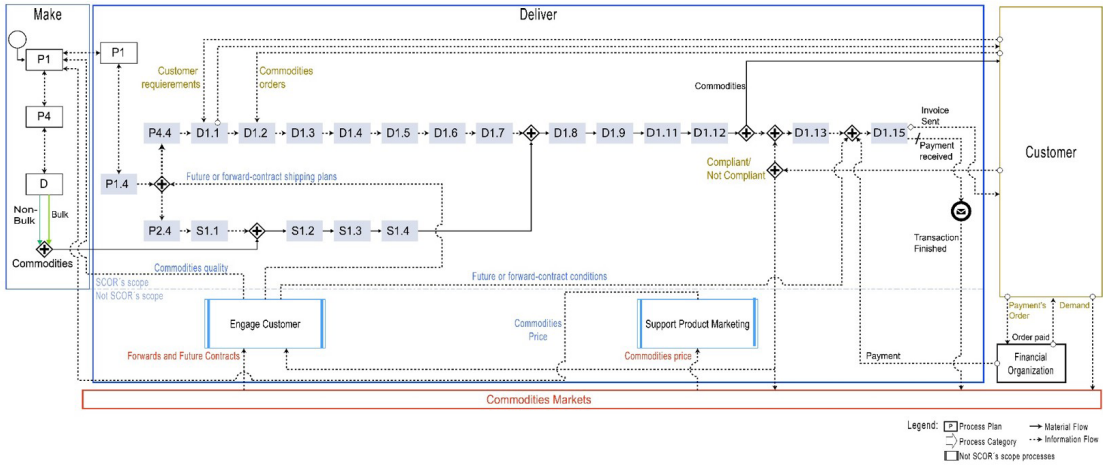 Make
Deliver
P1
P1
Customer
requierements
Commodities
orders
Commodities
Invoice
Sent
P4
P4.4
D1.1
D1.2
D1.3
D1.4
D1.5
D1.6
D1.7
D1.8
D1.9
D1.11
D1.12
D1.13
D1.15
Payment
received
Customer
Compliant/
Not Compliant
D
P1.4
Future or forward-contract shipping plans
Non-
Bulk
Bulk
P2.4
S1.1
S1.2
S1.3
S1.4
Transaction
Finished
Commodities
Commodities quality
Future or forward-contract conditions
SCOR´s scope
Not SCOR´s scope
Engage Customer
Commodities
Price
Support Product Marketing
Payment's
Order
Demand
Order paid
Forwards and Future Contracts
Commodities price
Payment
Financial
Organization
Commodities Markets
Legend:
P
Process Plan
Material Flow
Process Category
Information Flow
Not SCOR´s scope processes